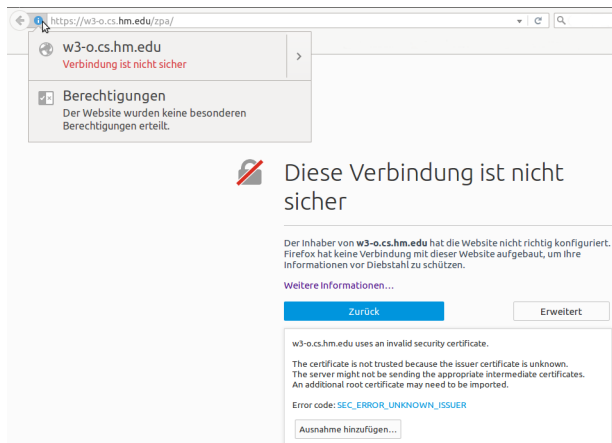 https://w3-o.cs.hm.edu/zpa/
w3-o.cs.hm.edu
Verbindung ist nicht sicher
Berechtigungen
Der Website wurden keine besonderen
Berechtigungen erteilt.
Diese Verbindung ist nicht
sicher
Der Inhaber von w3-o.cs.hm.edu hat die Website nicht richtig konfiguriert.
Firefox hat keine Verbindung mit dieser Website aufgebaut, um Ihre
Informationen vor Diebstahl zu schützen.
Weitere Informationen…
Zurück
Erweitert
w3-o.cs.hm.edu uses an invalid security certificate.
The certificate is not trusted because the issuer certificate is unknown.
The server might not be sending the appropriate intermediate certificates.
An additional root certificate may need to be imported.
Error code: SEC_ERROR_UNKNOWN_ISSUER
Ausnahme hinzufügen…